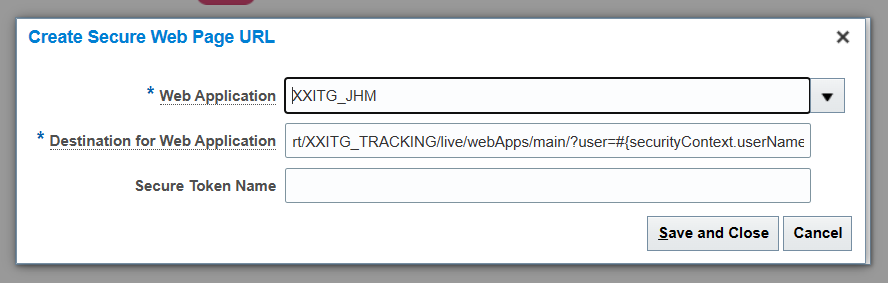 Create Secure Web Page URL
* Web Application XXITG_JHM
* Destination for Web Application rt/XXITG_TRACKING/live/webApps/main/?user=#{securityContext.userName
Secure Token Name
Save and Close Cancel